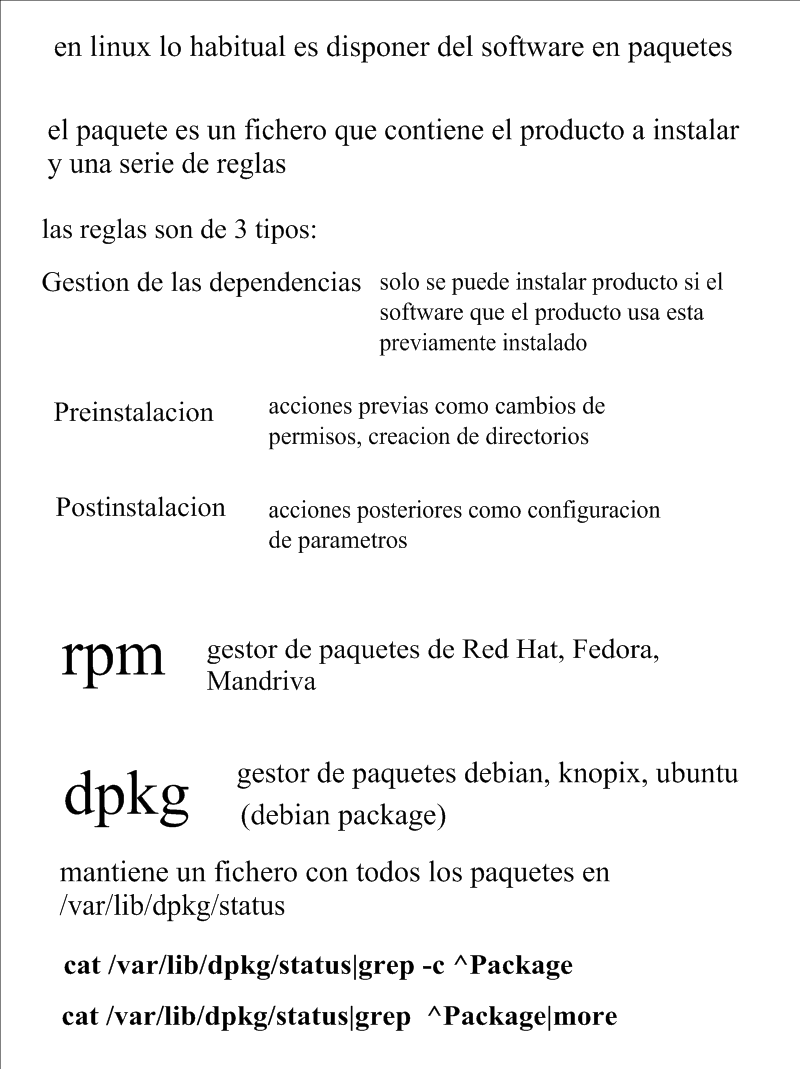 en linux lo habitual es disponer del software en paquetes
el paquete es un fichero que contiene el producto a instalar
y una serie de reglas
las reglas son de 3 tipos:
Gestion de las dependencias
solo se puede instalar producto si el
software que el producto usa esta
previamente instalado
Preinstalacion
acciones previas como cambios de
permisos, creacion de directorios
Postinstalacion
acciones posteriores como configuracion
de parametros
rpm
gestor de paquetes de Red Hat, Fedora,
Mandriva
dpkg
gestor de paquetes debian, knopix, ubuntu
(debian package)
mantiene un fichero con todos los paquetes en
/var/lib/dpkg/status
cat /var/lib/dpkg/status|grep -c ^Package
cat /var/lib/dpkg/status|grep  ^Package|more